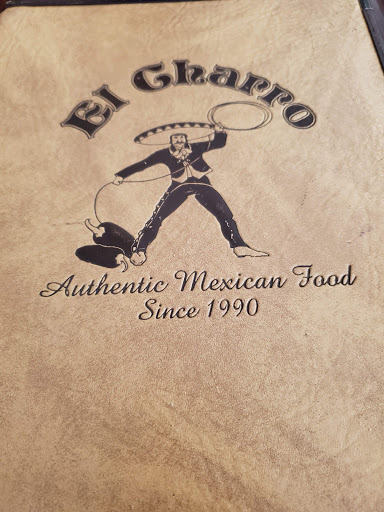 El Charro
Authentic Mexican Food
Since 1990